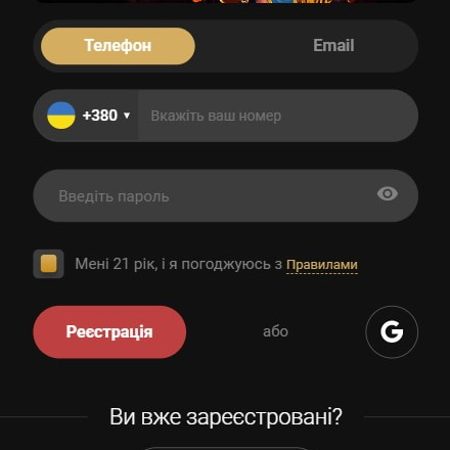 Телефон Email
+380 Вкажіть ваш номер
Введіть пароль
Мені 21 рік, і я погоджуюсь з Правилами
Реєстрація або G
Ви вже зареєстровані?